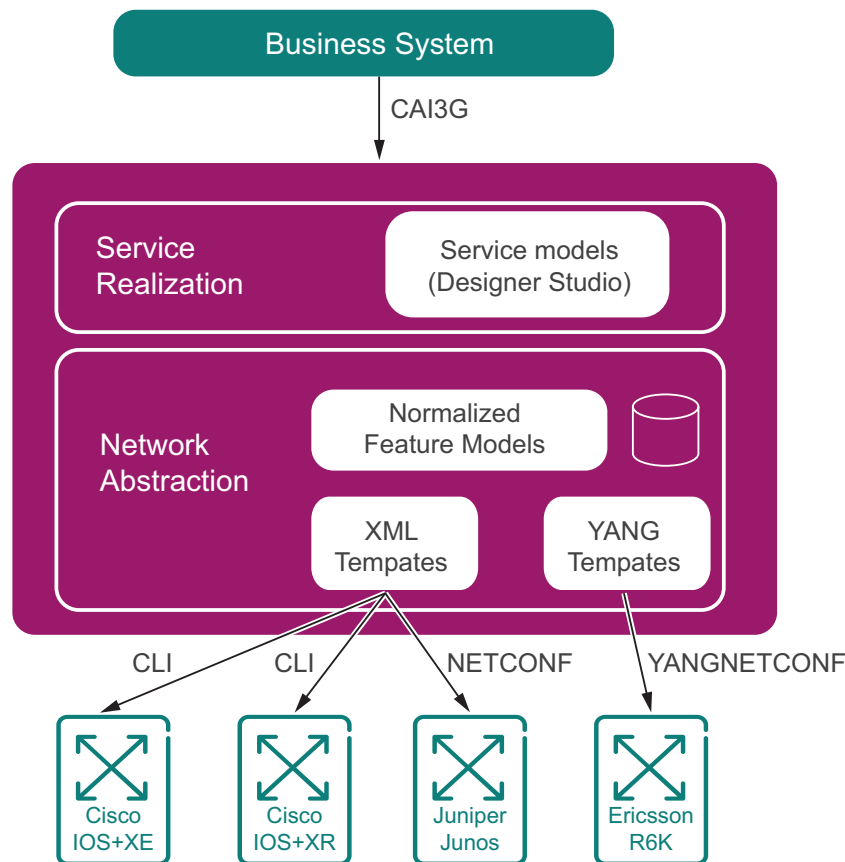 Business System
CAI3G
Service
Realization
Service models
(Designer Studio)
Network
Abstraction
Normalized
Feature Models
XML
Tempates
YANG
Tempates
CLI
CLI
NETCONF
YANGNETCONF
Cisco
IOS+XE
Cisco
IOS+XR
Juniper
Junos
Ericsson
R6K